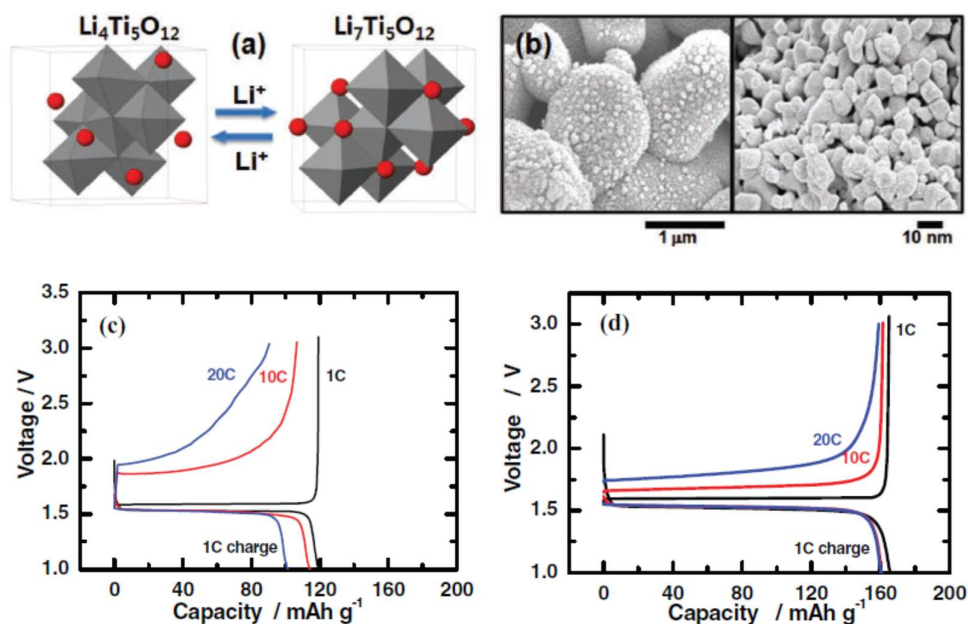 Li4Ti5O12
(a)
Li7Ti5O12
Li+
Li+
(b)
1 μm
10 nm
(c)
3.5
3.0
2.5
2.0
1.5
1.0
Voltage / V
20C
10C
1C
1C charge
0 40 80 120 160 200
Capacity / mAh g-1
(d)
3.0
2.5
2.0
1.5
1.0
Voltage / V
1C
20C
10C
1C charge
0 40 80 120 160 200
Capacity / mAh g-1